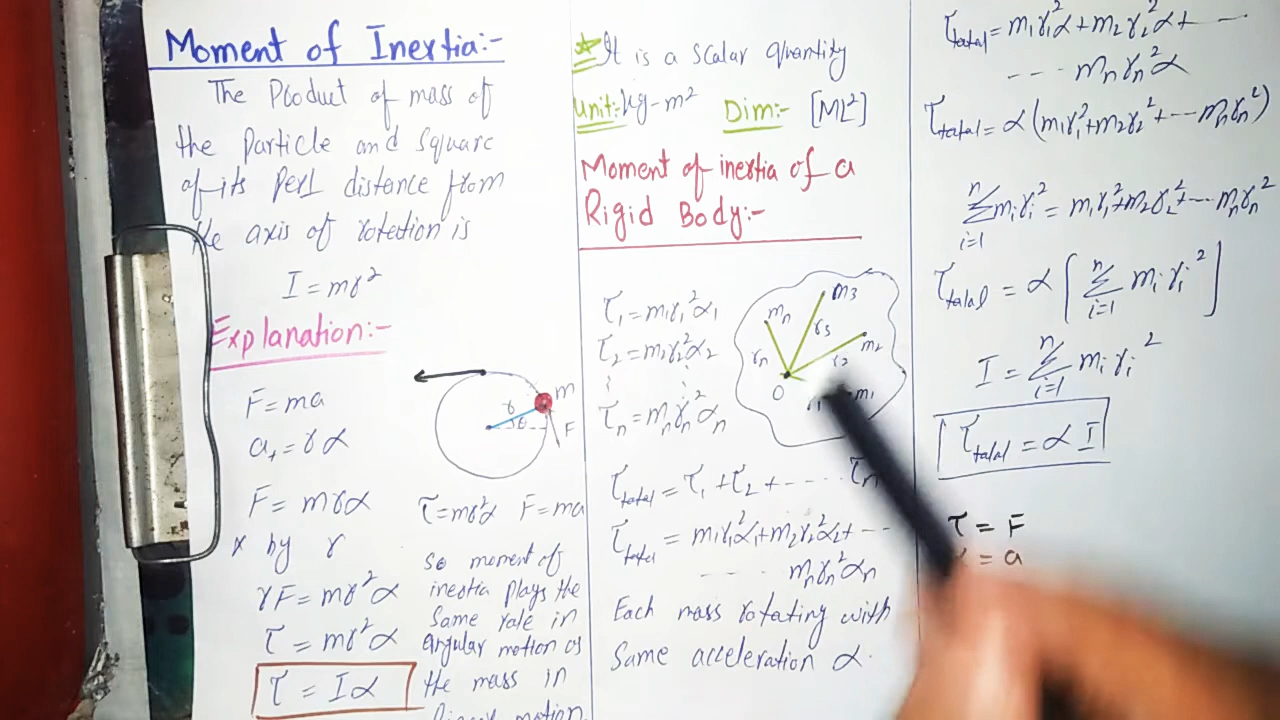 Moment of Inertia:-
The Product of mass of
the Particle and square
of its Per⊥ distance from
the axis of rotation is
I = mr²
Explanation:-
F = ma
aₜ = rα
F = mrα
× by r
rF = mr²α
τ = mr²α
τ = Iα
m
r
θ
F
τ = mr²α F = ma
so moment of
inertia plays the
same role in
angular motion as
the mass in
linear motion
It is a scalar quantity
Unit:- kg-m² Dim:- [ML²]
Moment of inertia of a
Rigid Body:-
τ₁ = m₁r₁²α₁
τ₂ = m₂r₂²α₂
τₙ = mₙrₙ²αₙ
mₙ
m3
m₂
m₁
rₙ
r₃
r₂
r₁
O
τtotal = τ₁ + τ₂ + ---- τₙ
τtotal = m₁r₁²α₁ + m₂r₂²α₂ + ---
---- mₙrₙ²αₙ
Each mass rotating with
same acceleration α.
τtotal = m₁r₁²α + m₂r₂²α + ----
---- mₙrₙ²α
τtotal = α(m₁r₁² + m₂r₂² + --- mₙrₙ²)
n
∑ mᵢrᵢ² = m₁r₁² + m₂r₂² + --- mₙrₙ²
i=1
τtotal = α [ⁿ∑ᵢ₌₁ mᵢrᵢ²]
I = ⁿ∑ᵢ₌₁ mᵢrᵢ²
τtotal = α I
τ = F
= a